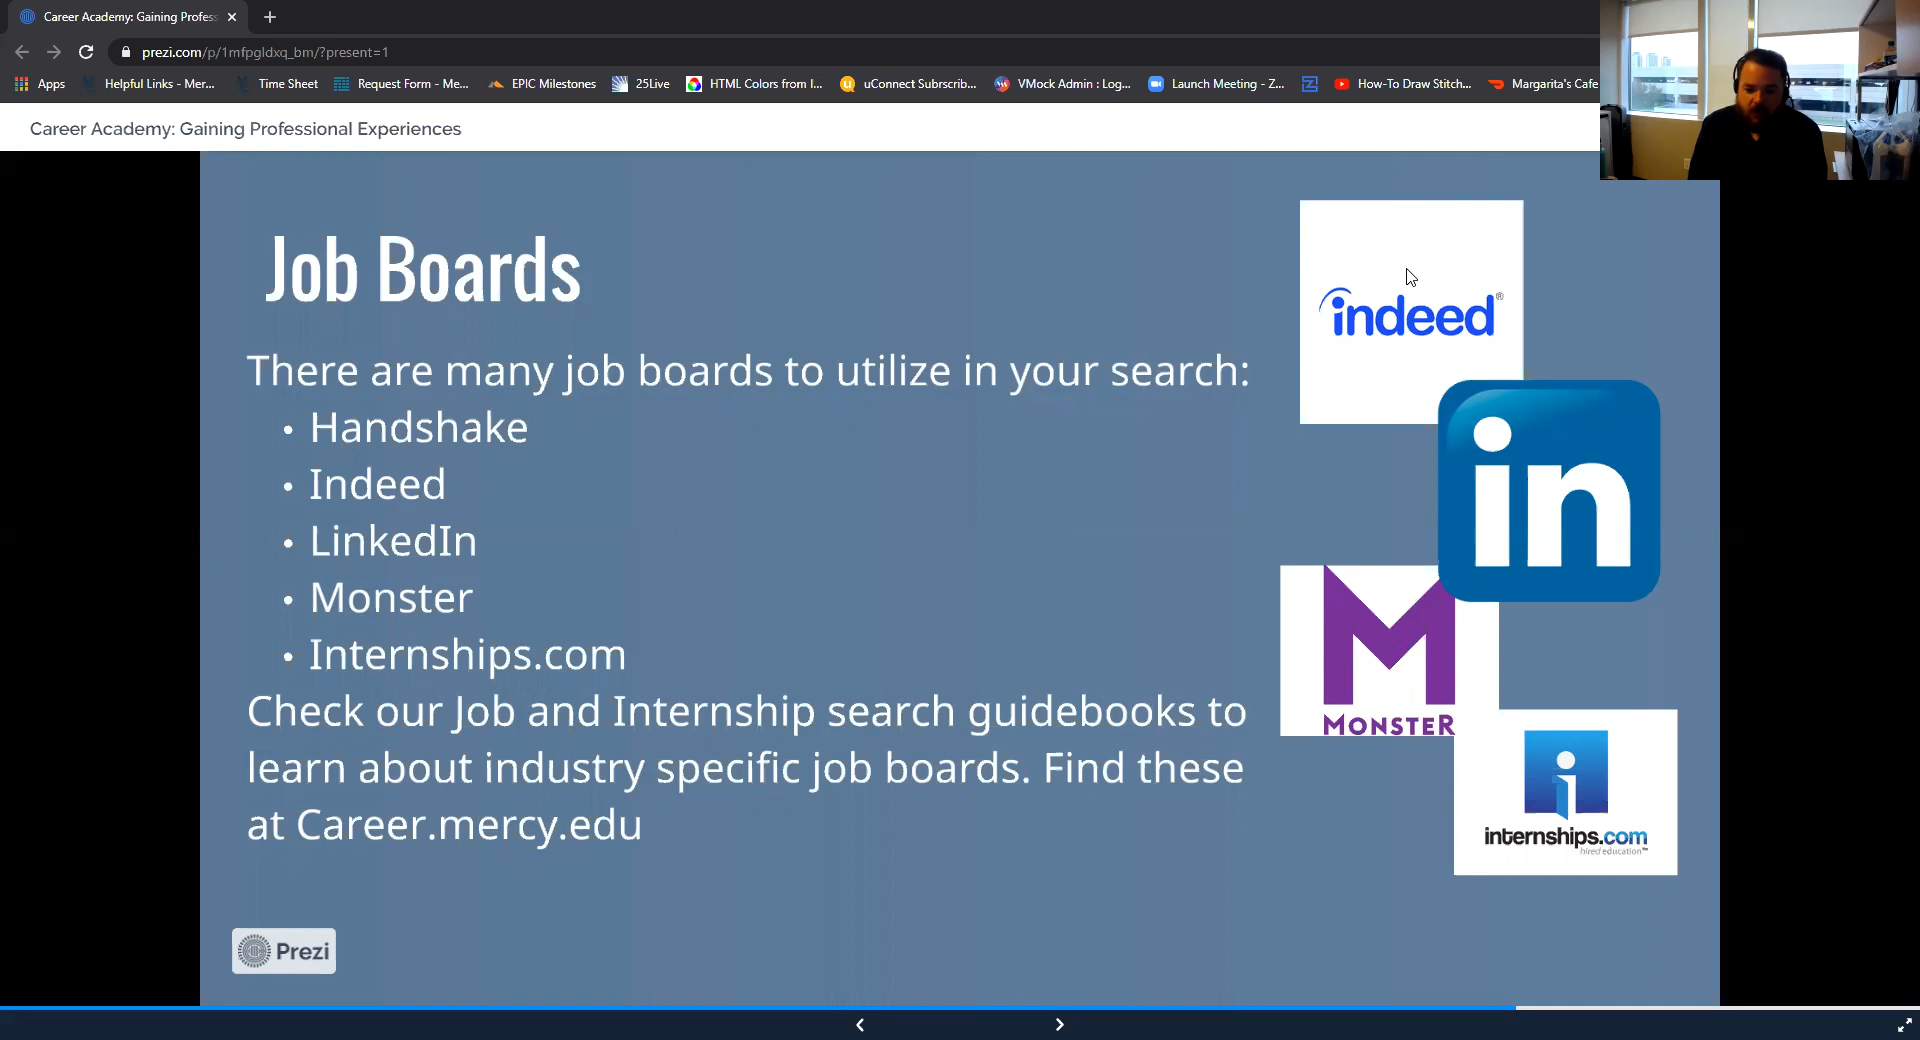 Career Academy: Gaining Profess
prezi.com/p/1mfpgldxq_bm/?present=1
Apps Helpful Links - Mer... Time Sheet Request Form - Me... EPIC Milestones 25Live HTML Colors from I... uConnect Subscrib... VMock Admin : Log... Launch Meeting - Z... How-To Draw Stitch... Margarita's Cafe
Career Academy: Gaining Professional Experiences
Job Boards
There are many job boards to utilize in your search:
• Handshake
• Indeed
• LinkedIn
• Monster
• Internships.com
Check our Job and Internship search guidebooks to
learn about industry specific job boards. Find these
at Career.mercy.edu
indeed®
in
M
MONSTER
i
internships.com
hired education™
Prezi